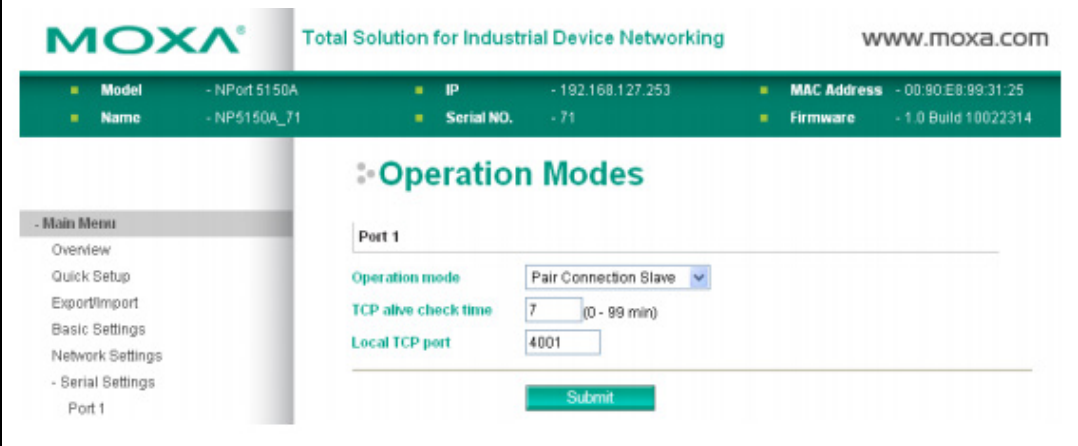 MOXA® Total Solution for Industrial Device Networking www.moxa.com
Model - NPort 5150A IP - 192.168.127.253 MAC Address - 00:90:E8:99:31:25
Name - NP5150A_71 Serial NO. - 71 Firmware - 1.0 Build 10022314
Operation Modes
- Main Menu
Overview
Quick Setup
Export/Import
Basic Settings
Network Settings
- Serial Settings
Port 1
Port 1
Operation mode Pair Connection Slave
TCP alive check time 7 (0 - 99 min)
Local TCP port 4001
Submit